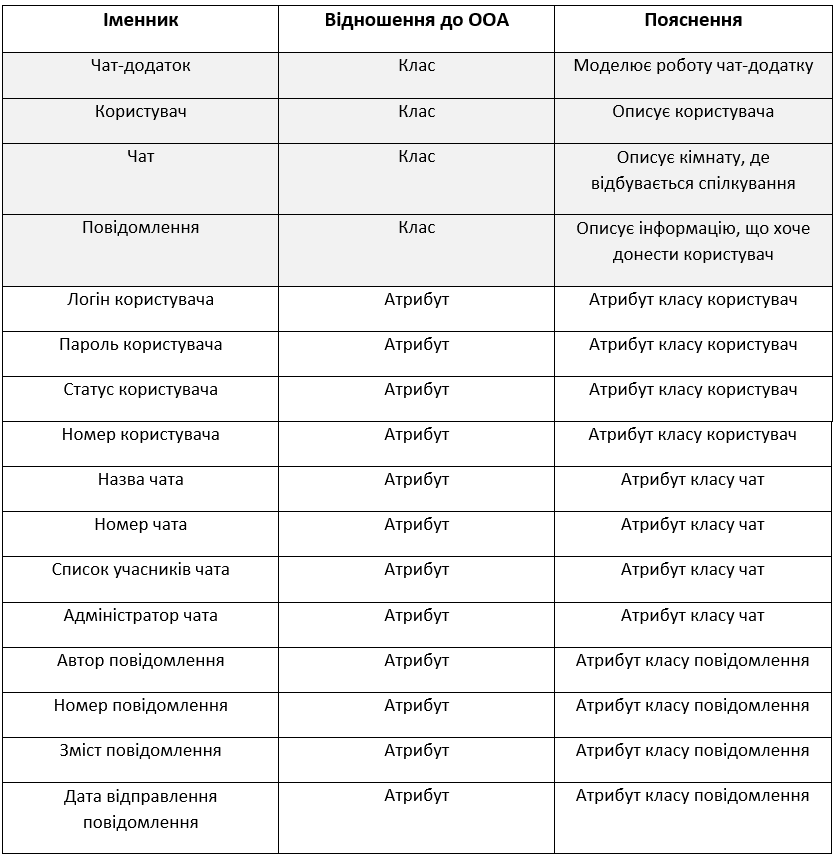 Іменник Відношення до ООА Пояснення
Чат-додаток Клас Моделює роботу чат-додатку
Користувач Клас Описує користувача
Чат Клас Описує кімнату, де
відбувається спілкування
Повідомлення Клас Описує інформацію, що хоче
донести користувач
Логін користувача Атрибут Атрибут класу користувач
Пароль користувача Атрибут Атрибут класу користувач
Статус користувача Атрибут Атрибут класу користувач
Номер користувача Атрибут Атрибут класу користувач
Назва чата Атрибут Атрибут класу чат
Номер чата Атрибут Атрибут класу чат
Список учасників чата Атрибут Атрибут класу чат
Адміністратор чата Атрибут Атрибут класу чат
Автор повідомлення Атрибут Атрибут класу повідомлення
Номер повідомлення Атрибут Атрибут класу повідомлення
Зміст повідомлення Атрибут Атрибут класу повідомлення
Дата відправлення Атрибут Атрибут класу повідомлення
повідомлення